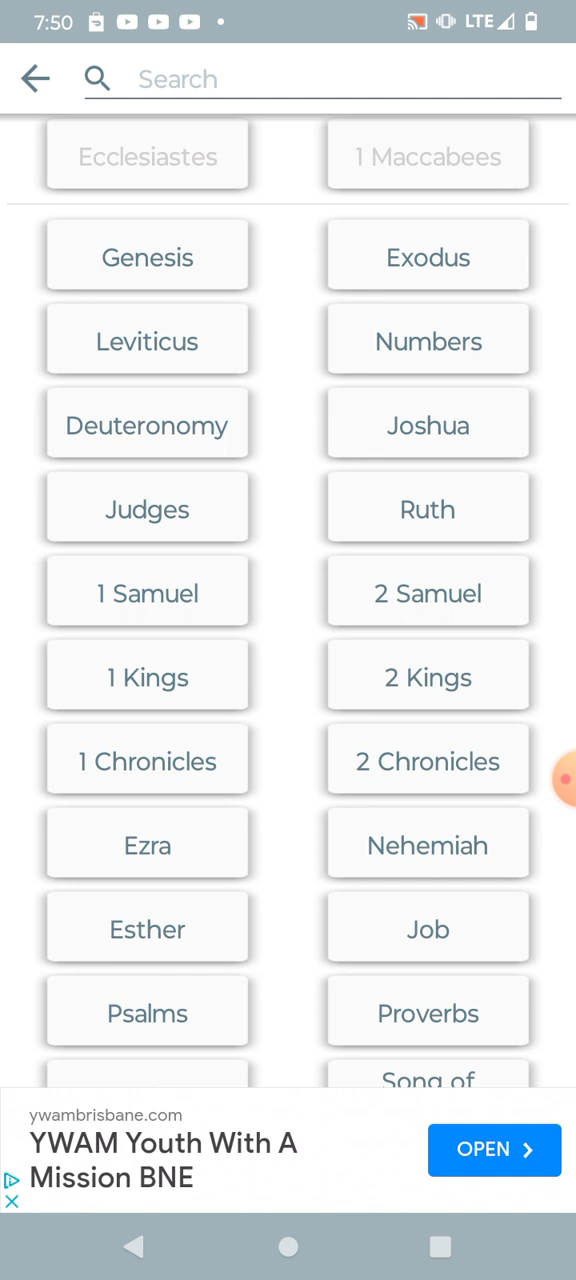 7:50
LTE
Search
Ecclesiastes
1 Maccabees
Genesis
Exodus
Leviticus
Numbers
Deuteronomy
Joshua
Judges
Ruth
1 Samuel
2 Samuel
1 Kings
2 Kings
1 Chronicles
2 Chronicles
Ezra
Nehemiah
Esther
Job
Psalms
Proverbs
Song of
ywambrisbane.com
YWAM Youth With A
Mission BNE
OPEN